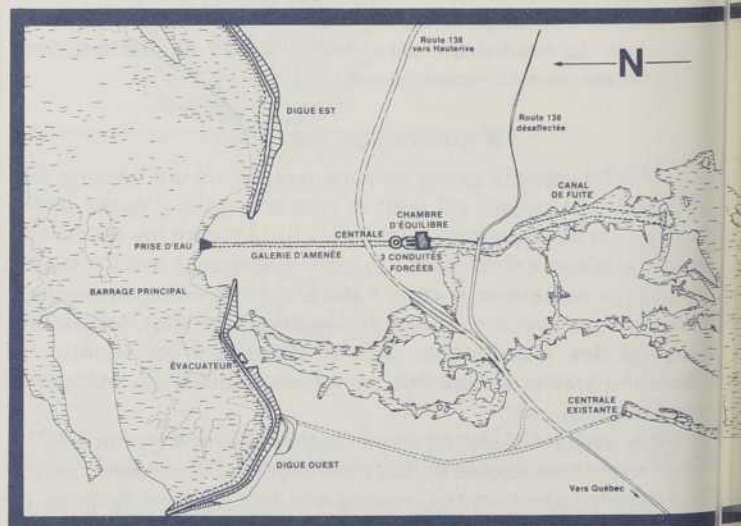 Route 138
vers Hauterive
N
DIGUE EST
Route 138
désaffectée
CANAL
DE FUITE
CHAMBRE
D'ÉQUILIBRE
CENTRALE
PRISE D'EAU
GALERIE D'AMENÉE
3 CONDUITES
FORCÉES
BARRAGE PRINCIPAL
ÉVACUATEUR
CENTRALE
EXISTANTE
DIGUE OUEST
Vers Québec